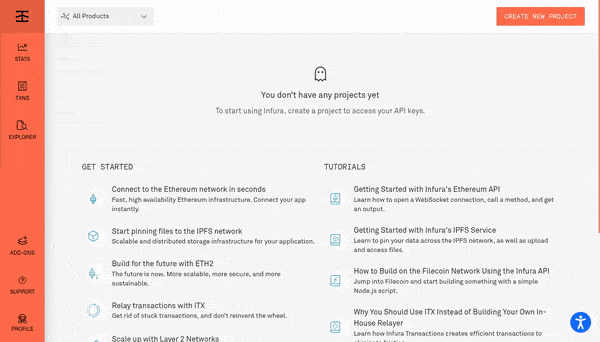 All Products
CREATE NEW PROJECT
STATS
TXNS
EXPLORER
ADD-ONS
SUPPORT
PROFILE
You don't have any projects yet
To start using Infura, create a project to access your API keys.
GET STARTED
Connect to the Ethereum network in seconds
Fast, high availability Ethereum infrastructure. Connect your app
instantly.
Start pinning files to the IPFS network
Scalable and distributed storage infrastructure for your application.
Build for the future with ETH2
The future is now. More scalable, more secure, and more
sustainable.
Relay transactions with ITX
Get rid of stuck transactions, and don't reinvent the wheel.
Scale up with Layer 2 Networks
TUTORIALS
Getting Started with Infura's Ethereum API
Learn how to open a WebSocket connection, call a method, and get
an output.
Getting Started with Infura's IPFS Service
Learn to pin your data across the IPFS network, as well as upload
and access files.
How to Build on the Filecoin Network Using the Infura API
Jump into Filecoin and start building something with a simple
Node.js script.
Why You Should Use ITX Instead of Building Your Own In-
House Relayer
Learn how Infura Transactions creates efficient transactions to